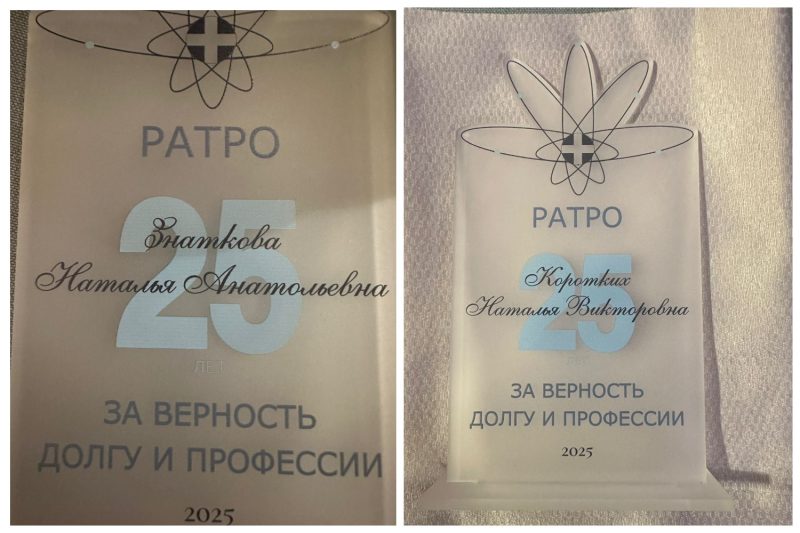 РАТРО
25
Знаткова
Наталья Анатольевна
ЛЕТ
ЗА ВЕРНОСТЬ
ДОЛГУ И ПРОФЕССИИ
2025
РАТРО
25
Коротких
Наталья Викторовна
ЛЕТ
ЗА ВЕРНОСТЬ
ДОЛГУ И ПРОФЕССИИ
2025